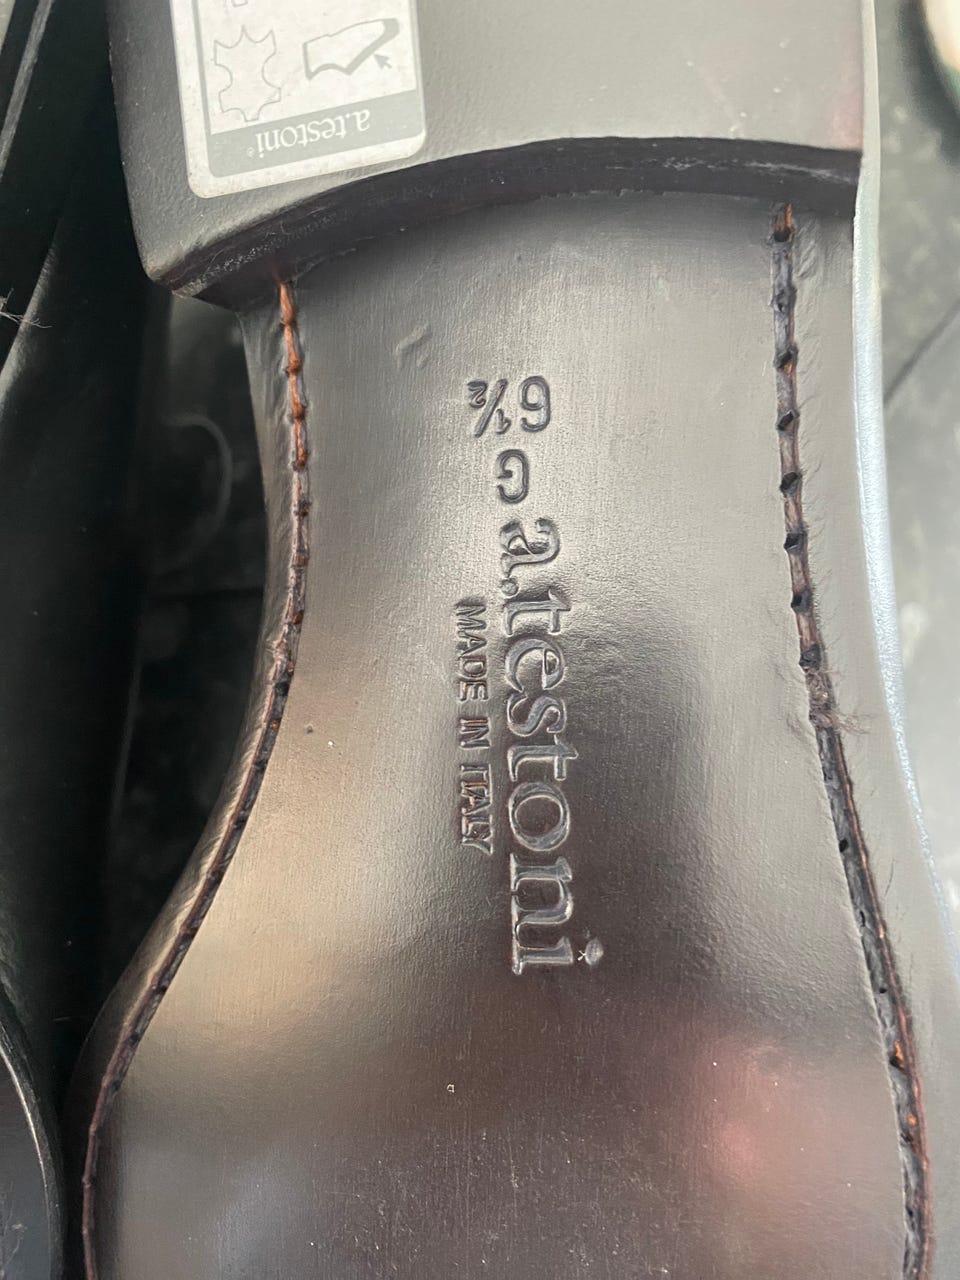 a.testoni
6½
G
a.testoni
MADE IN ITALY